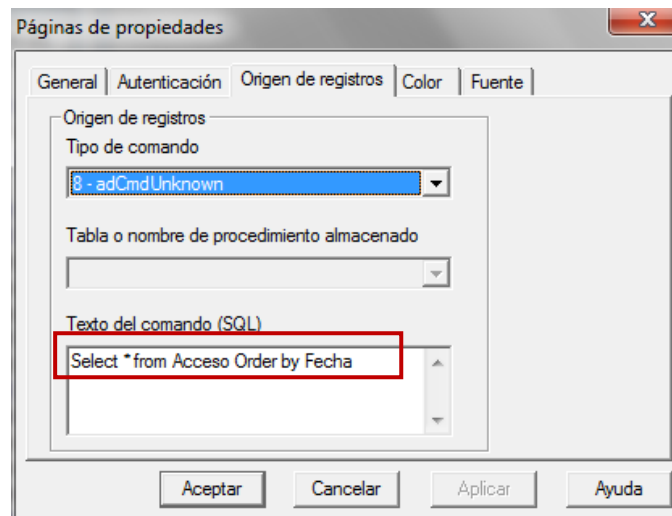 Páginas de propiedades
General Autenticación Origen de registros Color Fuente
Origen de registros
Tipo de comando
8 - adCmdUnknown
Tabla o nombre de procedimiento almacenado
Texto del comando (SQL)
Select * from Acceso Order by Fecha
Aceptar Cancelar Aplicar Ayuda